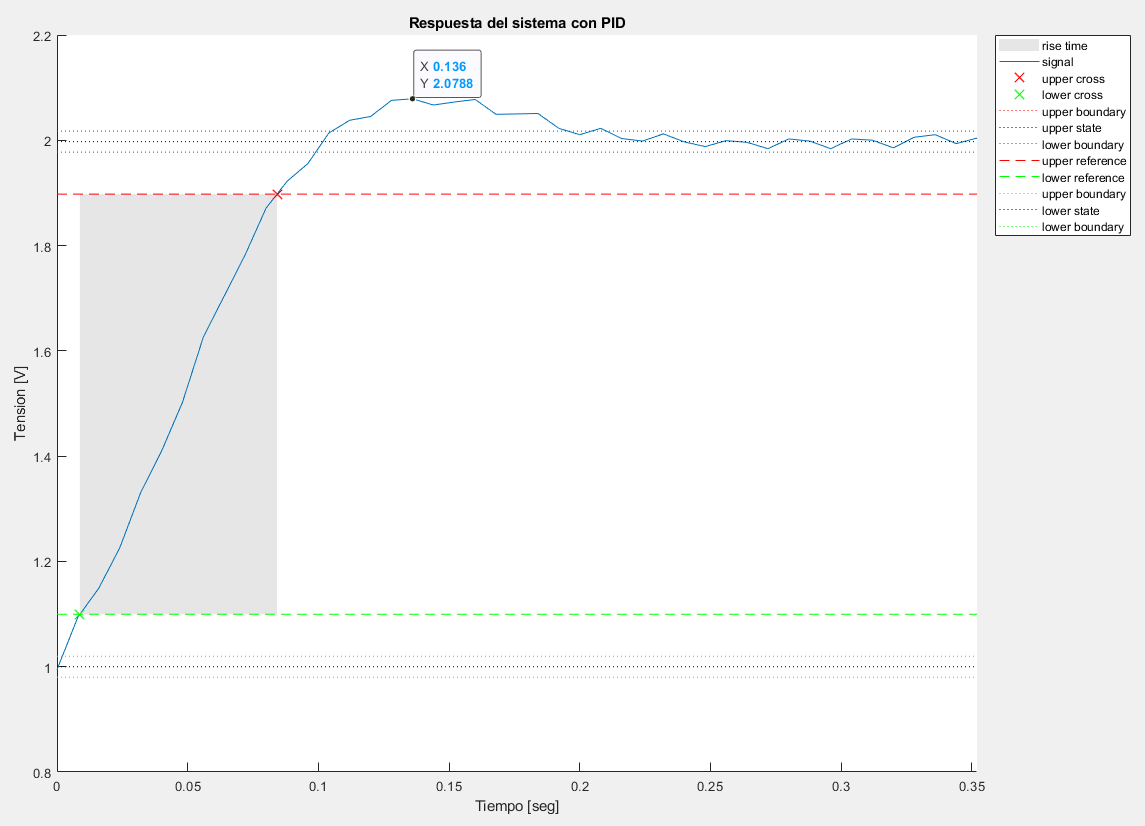 Respuesta del sistema con PID
2.2
2
1.8
1.6
1.4
1.2
1
0.8
Tension [V]
X 0.136
Y 2.0788
0
0.05
0.1
0.15
0.2
0.25
0.3
0.35
Tiempo [seg]
rise time
signal
upper cross
lower cross
upper boundary
upper state
lower boundary
upper reference
lower reference
upper boundary
lower state
lower boundary